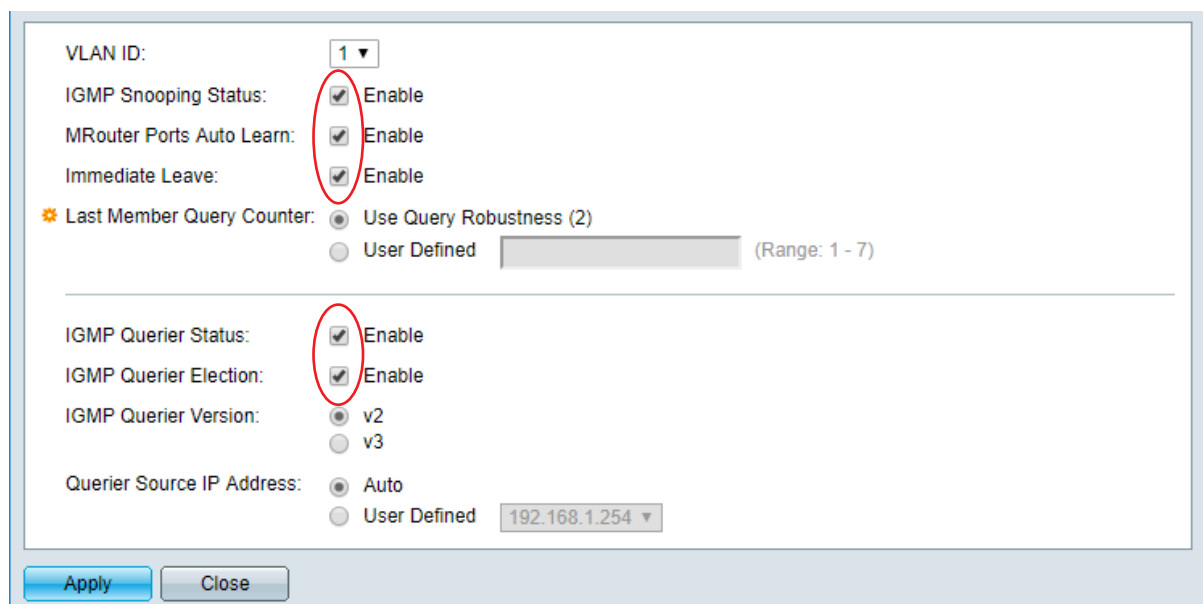 VLAN ID: 1
IGMP Snooping Status: Enable
MRouter Ports Auto Learn: Enable
Immediate Leave: Enable
Last Member Query Counter: Use Query Robustness (2)
User Defined (Range: 1 - 7)
IGMP Querier Status: Enable
IGMP Querier Election: Enable
IGMP Querier Version: v2
v3
Querier Source IP Address: Auto
User Defined 192.168.1.254
Apply Close